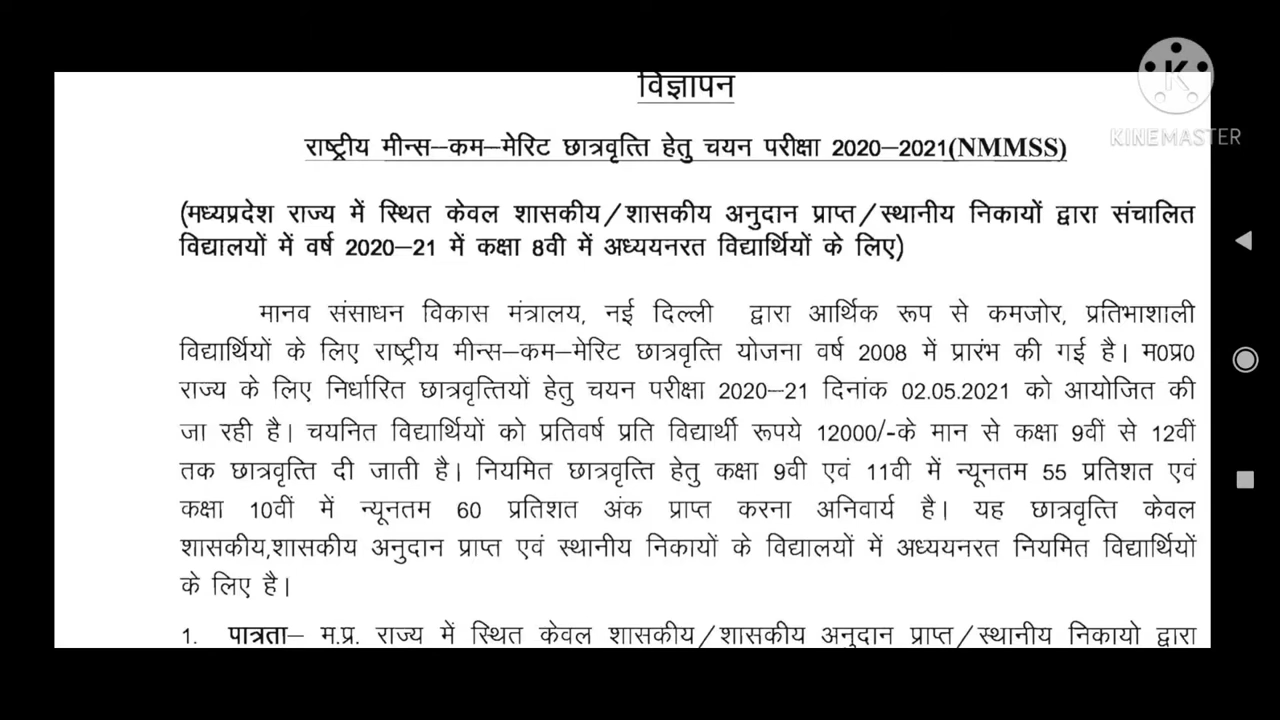 विज्ञापन
राष्ट्रीय मीन्स–कम–मेरिट छात्रवृत्ति हेतु चयन परीक्षा 2020–2021(NMMSS)
(मध्यप्रदेश राज्य में स्थित केवल शासकीय/शासकीय अनुदान प्राप्त/स्थानीय निकायों द्वारा संचालित
विद्यालयों में वर्ष 2020–21 में कक्षा 8वी में अध्ययनरत विद्यार्थियों के लिए)
मानव संसाधन विकास मंत्रालय, नई दिल्ली द्वारा आर्थिक रूप से कमजोर, प्रतिभाशाली
विद्यार्थियों के लिए राष्ट्रीय मीन्स–कम–मेरिट छात्रवृत्ति योजना वर्ष 2008 में प्रारंभ की गई है। म0प्र0
राज्य के लिए निर्धारित छात्रवृत्तियों हेतु चयन परीक्षा 2020–21 दिनांक 02.05.2021 को आयोजित की
जा रही है। चयनित विद्यार्थियों को प्रतिवर्ष प्रति विद्यार्थी रूपये 12000/-के मान से कक्षा 9वीं से 12वीं
तक छात्रवृत्ति दी जाती है। नियमित छात्रवृत्ति हेतु कक्षा 9वी एवं 11वी में न्यूनतम 55 प्रतिशत एवं
कक्षा 10वीं में न्यूनतम 60 प्रतिशत अंक प्राप्त करना अनिवार्य है। यह छात्रवृत्ति केवल
शासकीय,शासकीय अनुदान प्राप्त एवं स्थानीय निकायों के विद्यालयों में अध्ययनरत नियमित विद्यार्थियों
के लिए है।
1. पात्रता– म.प्र. राज्य में स्थित केवल शासकीय/शासकीय अनुदान प्राप्त/स्थानीय निकायो द्वारा
K
KINEMASTER